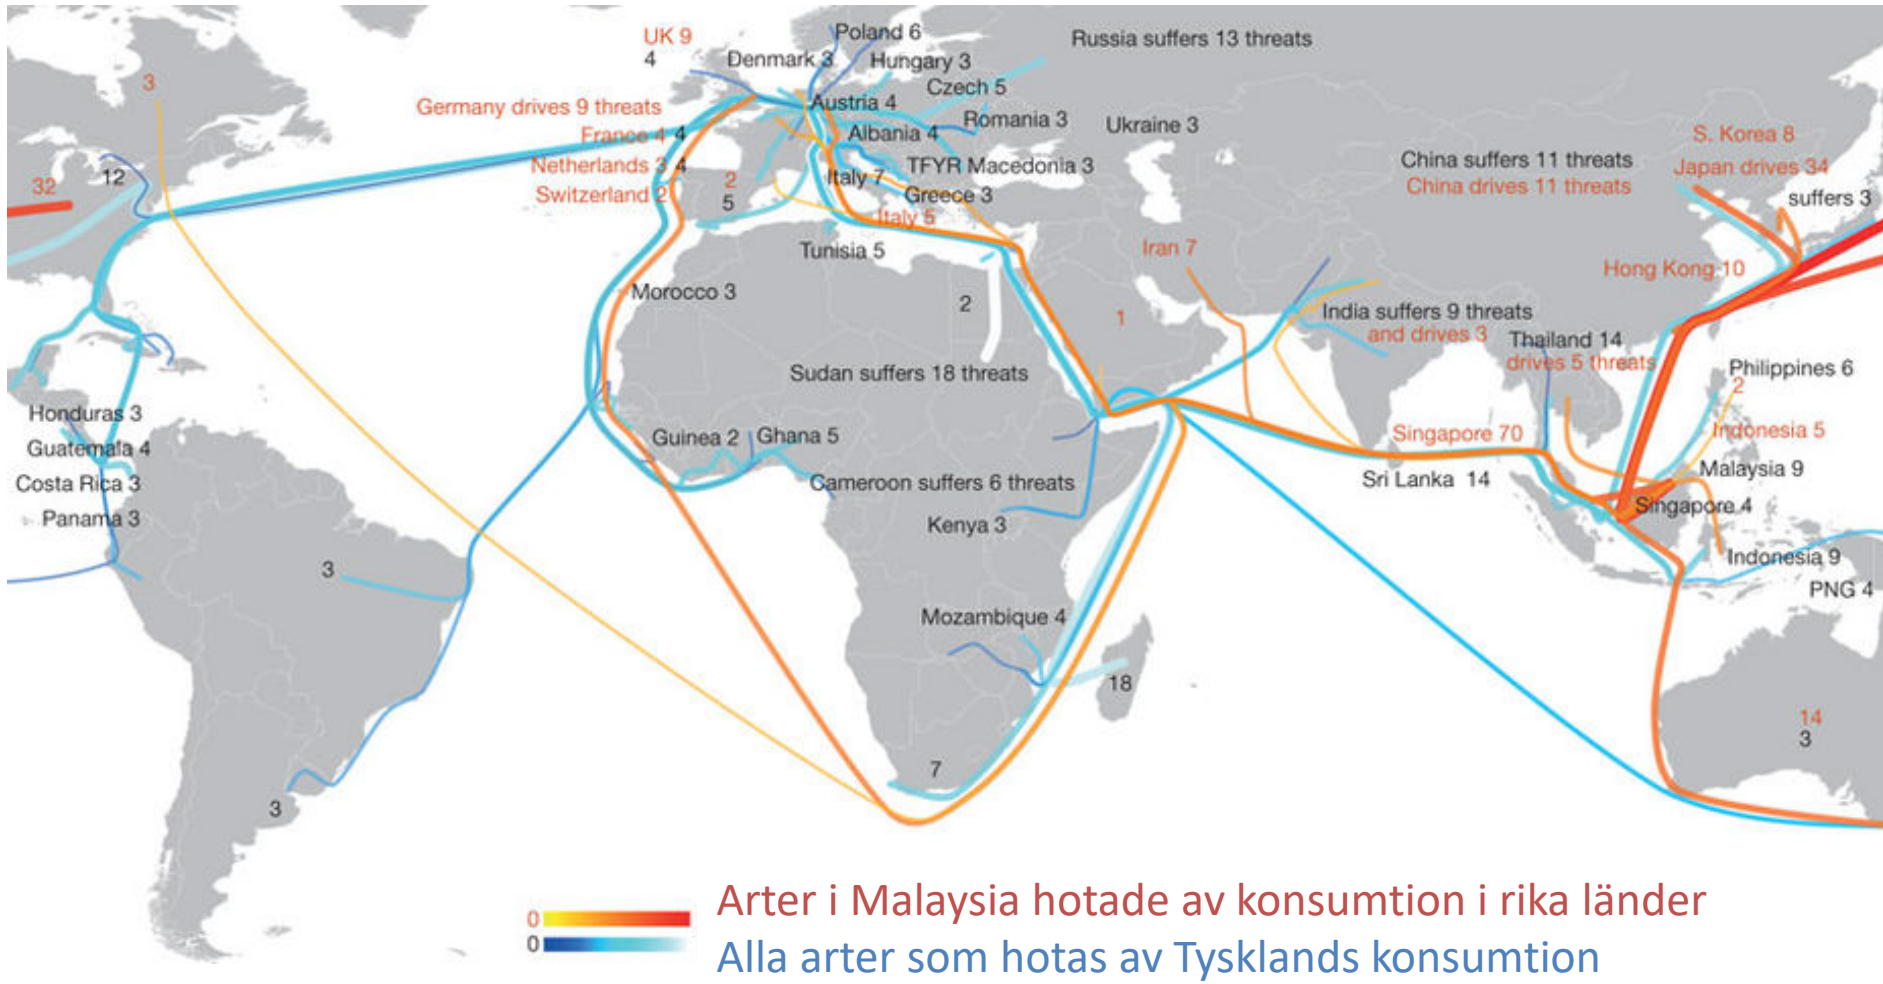 UK 9
4
Poland 6
Denmark 3
Hungary 3
Czech 5
Russia suffers 13 threats
3
Germany drives 9 threats
Austria 4
Romania 3
Ukraine 3
France 4 4
Albania 4
S. Korea 8
Netherlands 3 4
TFYR Macedonia 3
China suffers 11 threats
Japan drives 34
12
32
Switzerland 2
2
5
Italy 7
Greece 3
China drives 11 threats
suffers 3
Italy 5
Tunisia 5
Iran 7
Hong Kong 10
Morocco 3
2
1
India suffers 9 threats
and drives 3
Thailand 14
drives 5 threats
Sudan suffers 18 threats
Philippines 6
2
1
Honduras 3
Guinea 2
Ghana 5
Singapore 70
Indonesia 5
Guatemala 4
2
Costa Rica 3
Cameroon suffers 6 threats
Sri Lanka 14
Malaysia 9
Panama 3
Kenya 3
Singapore 4
3
Indonesia 9
PNG 4
Mozambique 4
18
14
3
7
3
0
Arter i Malaysia hotade av konsumtion i rika länder
0
Alla arter som hotas av Tysklands konsumtion